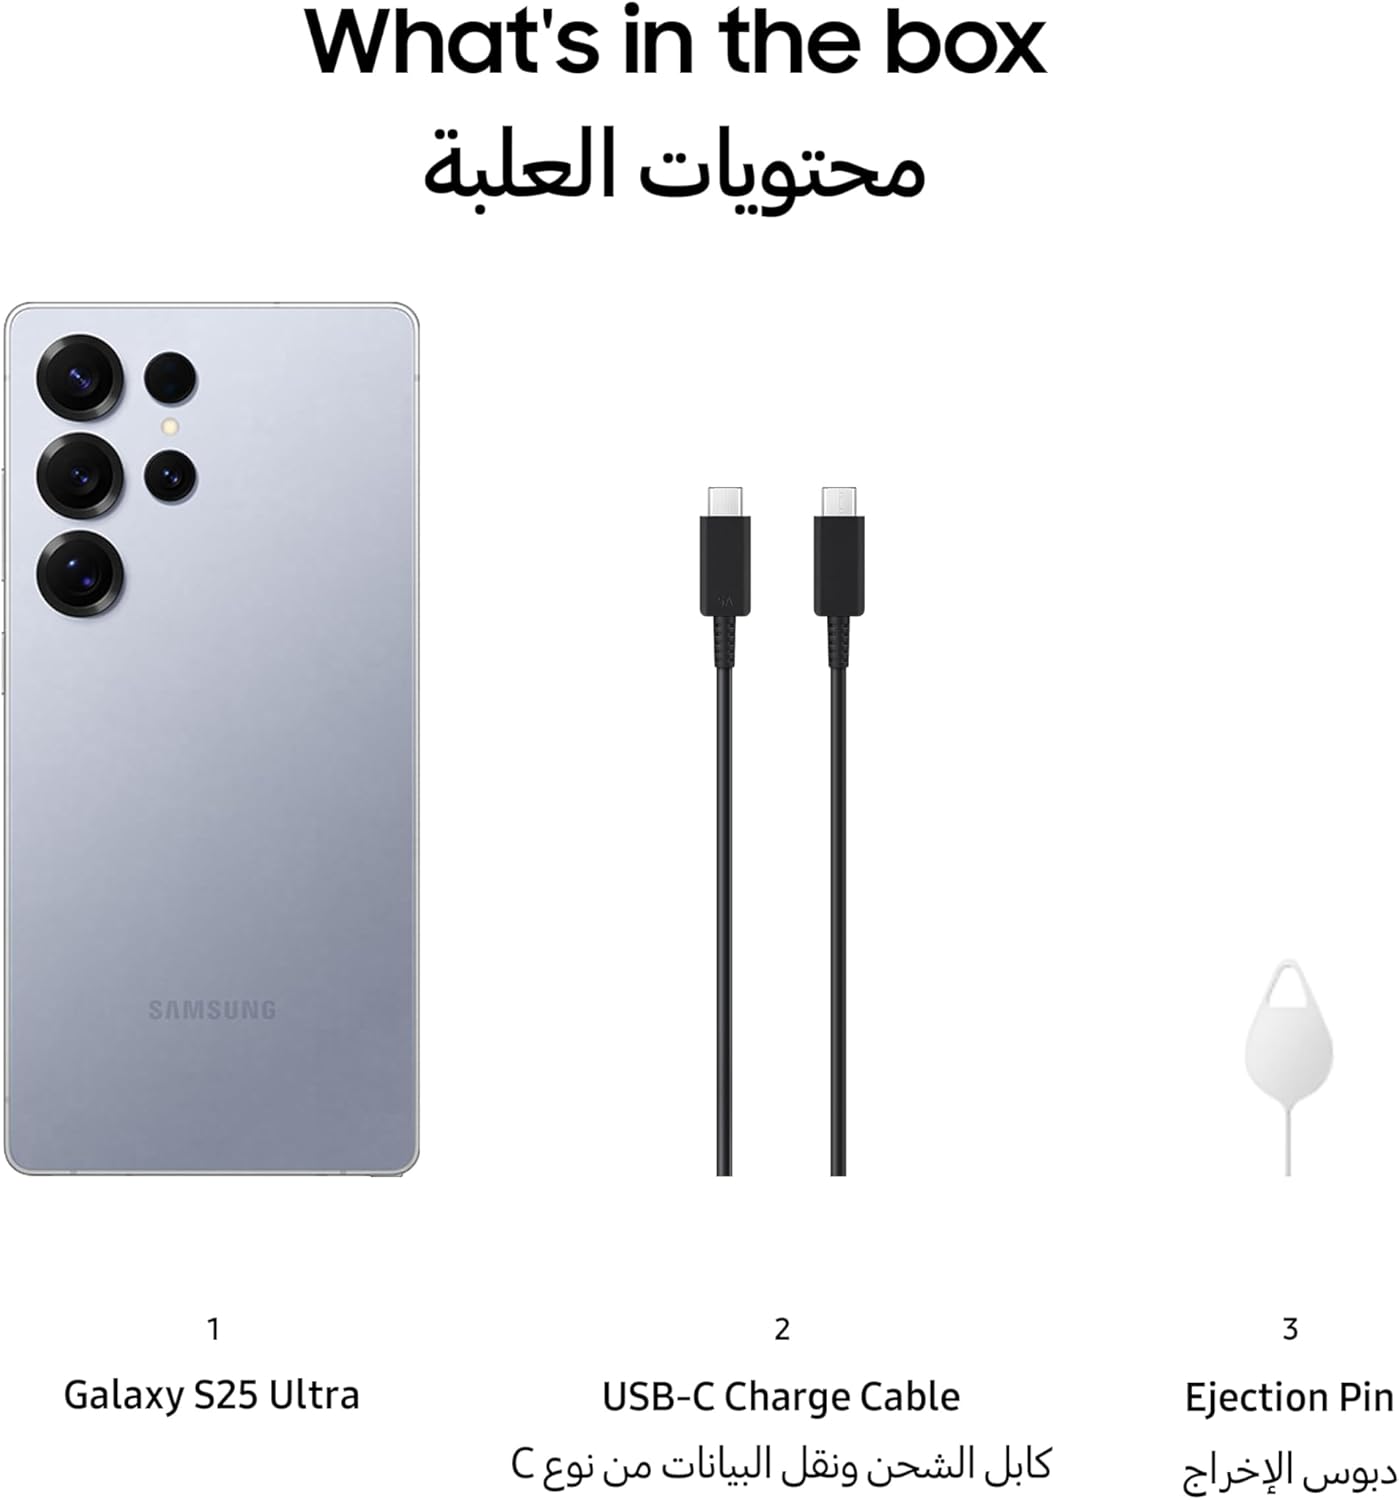 What's in the box
محتويات العلبة
SAMSUNG
5A
1
Galaxy S25 Ultra
2
USB-C Charge Cable
كابل الشحن ونقل البيانات من نوع C
3
Ejection Pin
دبوس الإخراج